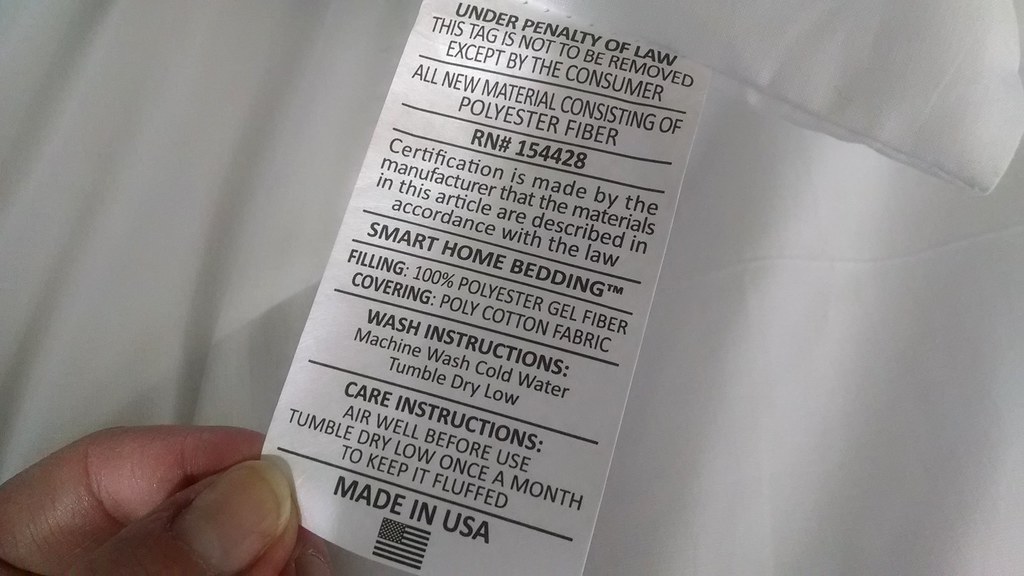 UNDER PENALTY OF LAW
THIS TAG IS NOT TO BE REMOVED
EXCEPT BY THE CONSUMER
ALL NEW MATERIAL CONSISTING OF
POLYESTER FIBER
RN# 154428
Certification is made by the
manufacturer that the materials
in this article are described in
accordance with the law
SMART HOME BEDDING™
FILLING: 100% POLYESTER GEL FIBER
COVERING: POLY COTTON FABRIC
WASH INSTRUCTIONS:
Machine Wash Cold Water
Tumble Dry Low
CARE INSTRUCTIONS:
AIR WELL BEFORE USE
TUMBLE DRY LOW ONCE A MONTH
TO KEEP IT FLUFFED
MADE IN USA